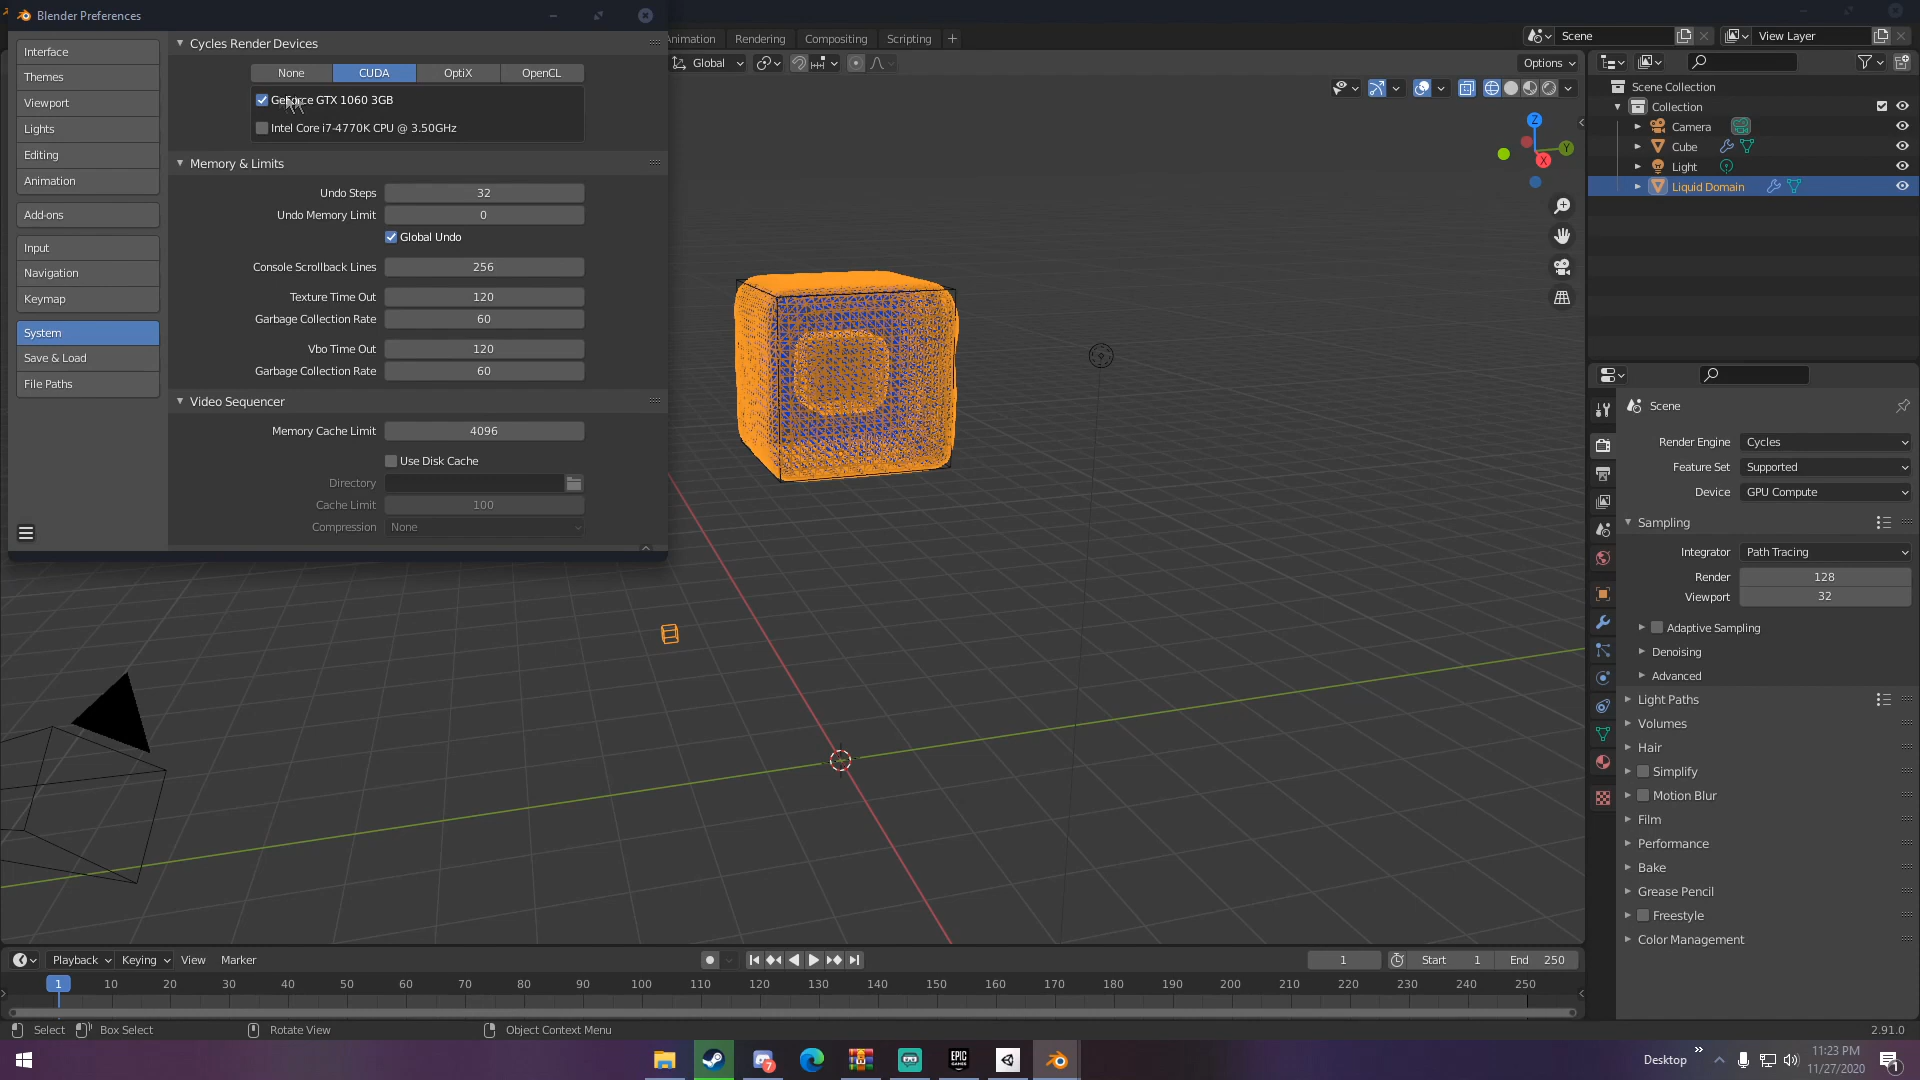 Blender Preferences
Interface
Themes
Viewport
Lights
Editing
Animation
Add-ons
Input
Navigation
Keymap
System
Save & Load
File Paths
Cycles Render Devices
None CUDA OptiX OpenCL
GeForce GTX 1060 3GB
Intel Core i7-4770K CPU @ 3.50GHz
Memory & Limits
Undo Steps 32
Undo Memory Limit 0
Global Undo
Console Scrollback Lines 256
Texture Time Out 120
Garbage Collection Rate 60
Vbo Time Out 120
Garbage Collection Rate 60
Video Sequencer
Memory Cache Limit 4096
Use Disk Cache
Directory
Cache Limit 100
Compression None
nimation Rendering Compositing Scripting
Scene View Layer
Global Options
Z Y X
Scene Collection
Collection
Camera
Cube
Light
Liquid Domain
Scene
Render Engine Cycles
Feature Set Supported
Device GPU Compute
Sampling
Integrator Path Tracing
Render 128
Viewport 32
Adaptive Sampling
Denoising
Advanced
Light Paths
Volumes
Hair
Simplify
Motion Blur
Film
Performance
Bake
Grease Pencil
Freestyle
Color Management
Playback Keying View Marker
1 Start 1 End 250
1 10 20 30 40 50 60 70 80 90 100 110 120 130 140 150 160 170 180 190 200 210 220 230 240 250
Select Box Select Rotate View Object Context Menu 2.91.0
7
EPIC
GAMES
Desktop
11:23 PM
11/27/2020
1